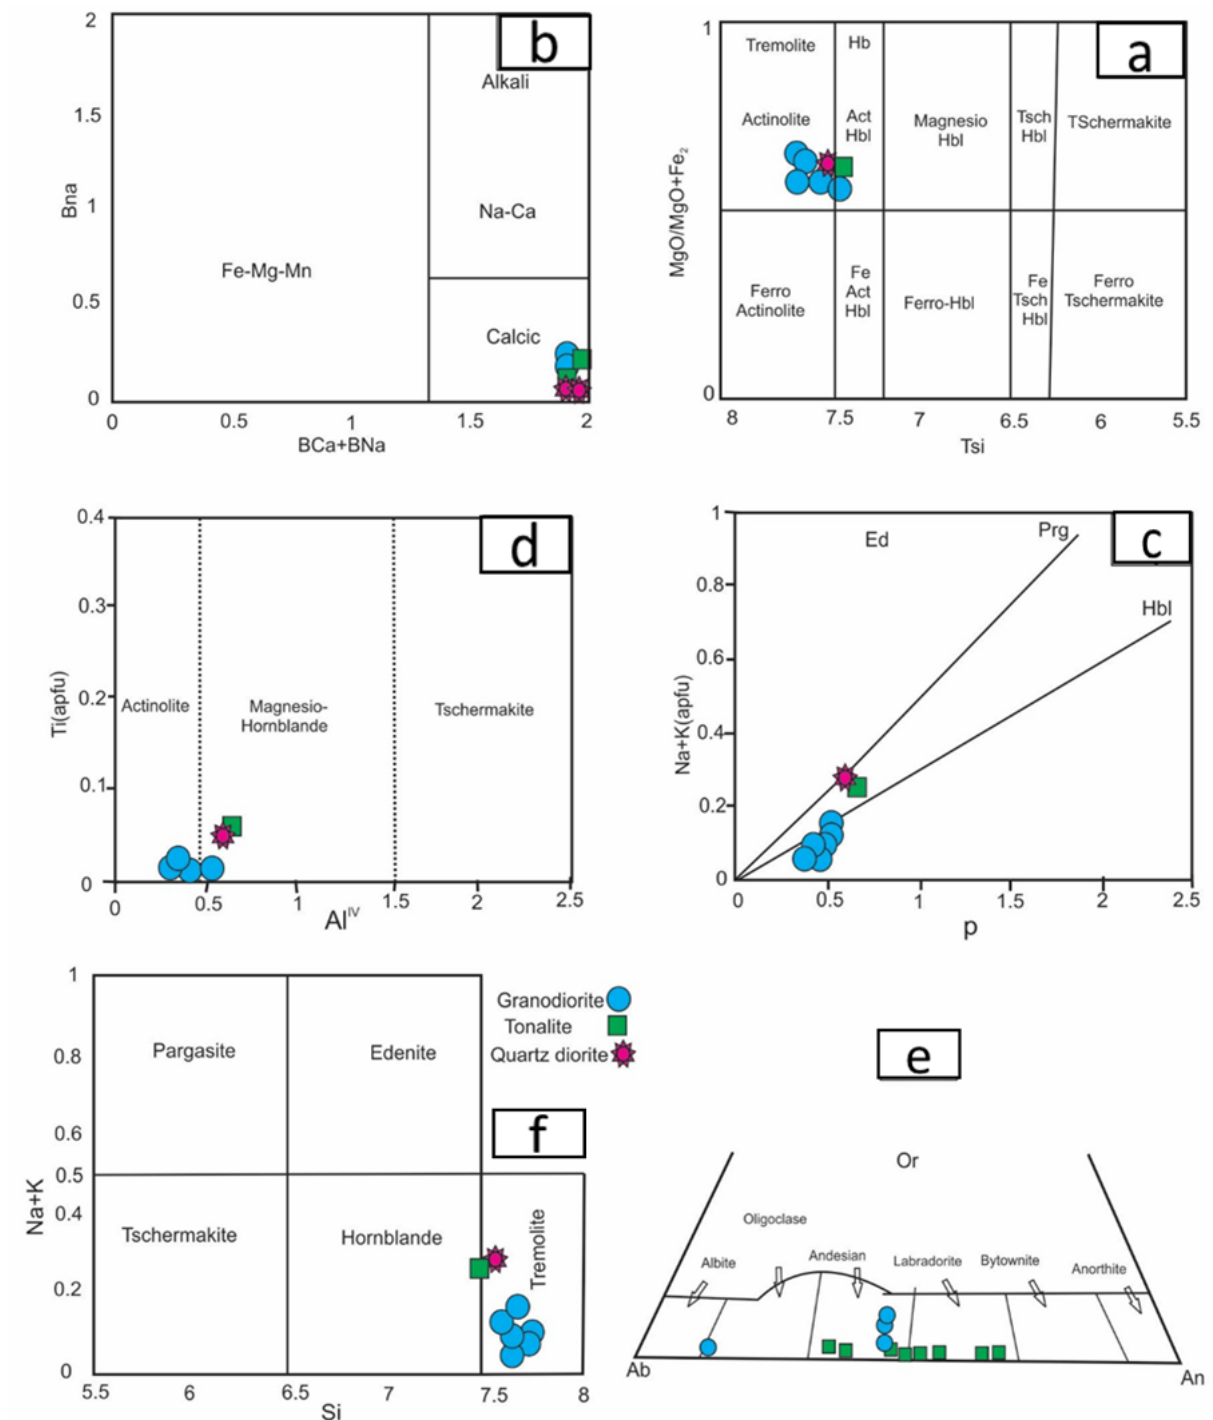 b
2
1.5
1
0.5
0
Bna
Alkali
Na-Ca
Fe-Mg-Mn
Calcic
0 0.5 1 1.5 2
BCa+BNa
a
1
0
MgO/MgO+Fe2
Tremolite
Hb
Actinolite
Act
Hbl
Magnesio
Hbl
Tsch
Hbl
TSchermakite
Ferro
Actinolite
Fe
Act
Hbl
Ferro-Hbl
Fe
Tsch
Hbl
Ferro
Tschermakite
8 7.5 7 6.5 6 5.5
Tsi
d
0.4
0.3
0.2
0.1
0
Ti(apfu)
Actinolite
Magnesio-
Hornblande
Tschermakite
0 0.5 1 1.5 2 2.5
Al^IV
c
1
0.8
0.6
0.4
0.2
0
Na+K(apfu)
Ed
Prg
Hbl
0 0.5 1 1.5 2 2.5
p
1
0.8
0.6
0.5
0.4
0.2
0
Na+K
Pargasite
Edenite
Tschermakite
Hornblande
Tremolite
5.5 6 6.5 7 7.5 8
Si
Granodiorite
Tonalite
Quartz diorite
f
e
Or
Oligoclase
Albite
Andesian
Labradorite
Bytownite
Anorthite
Ab
An